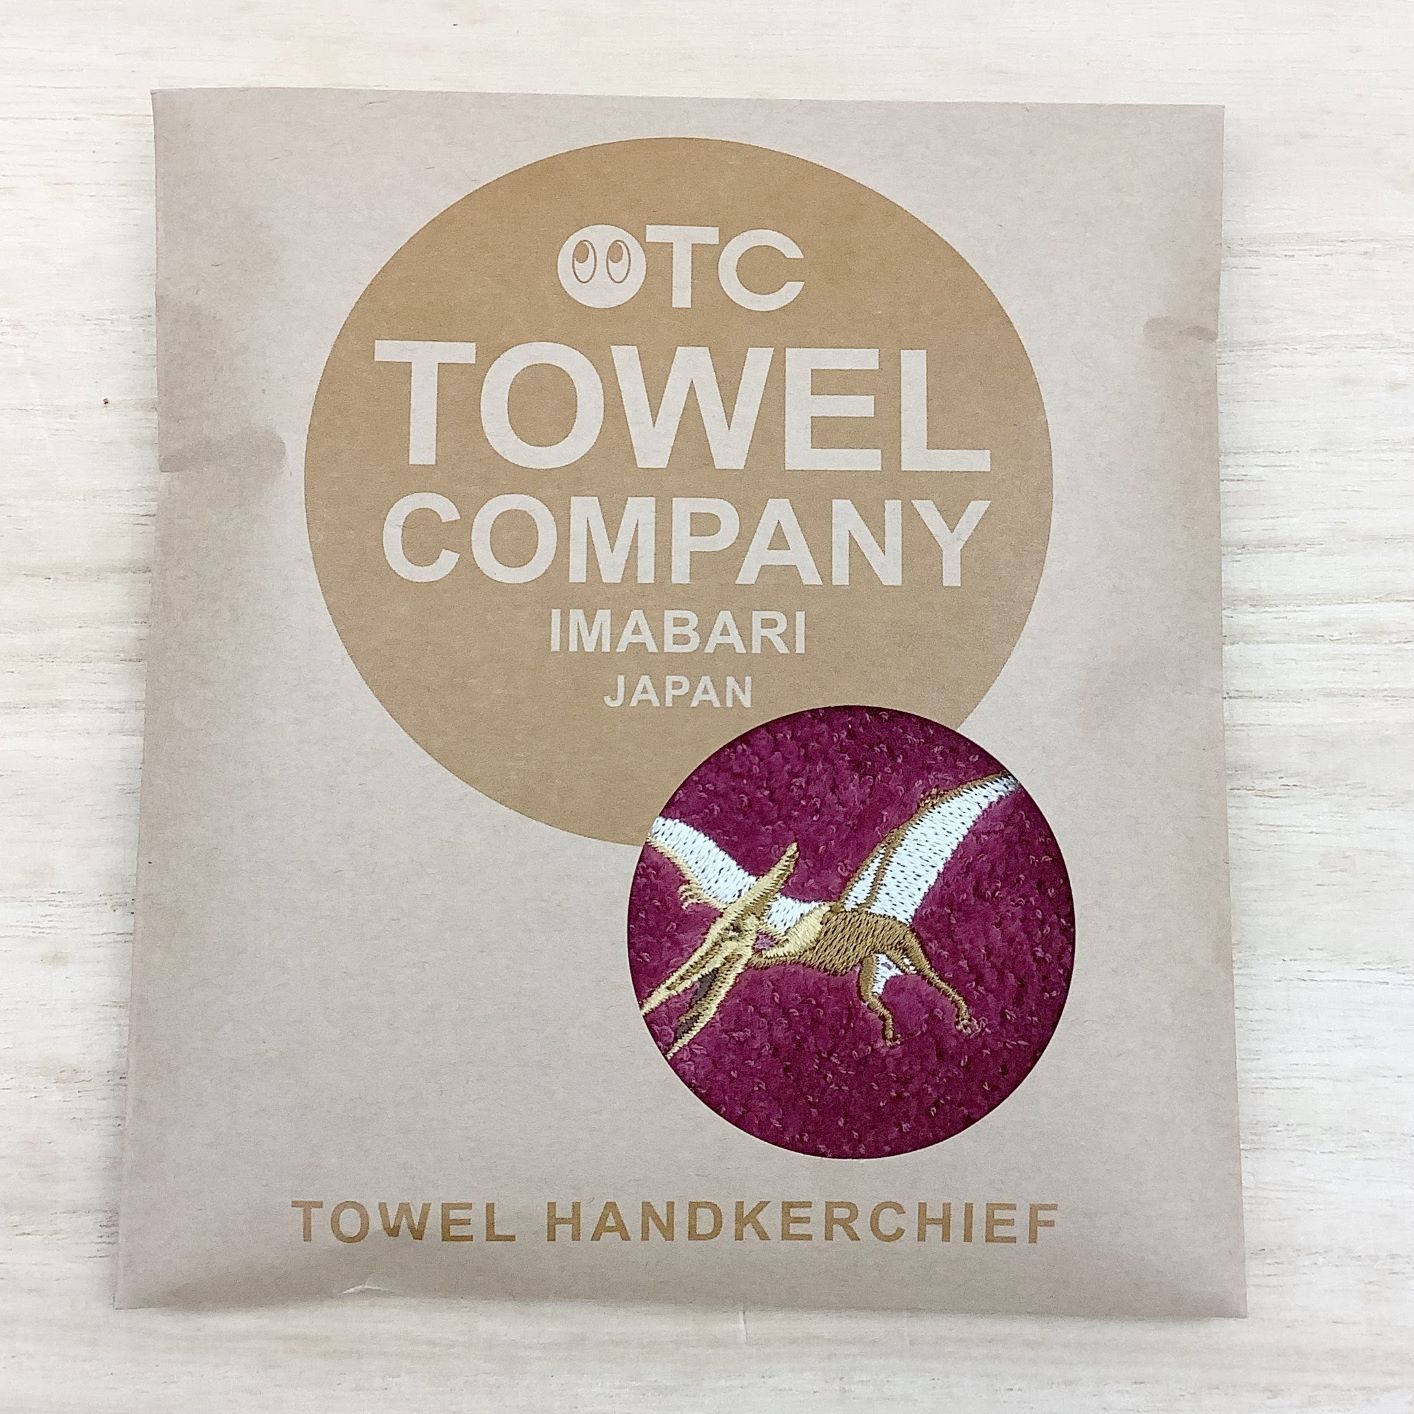 OTC
TOWEL
COMPANY
IMABARI
JAPAN
TOWEL HANDKERCHIEF